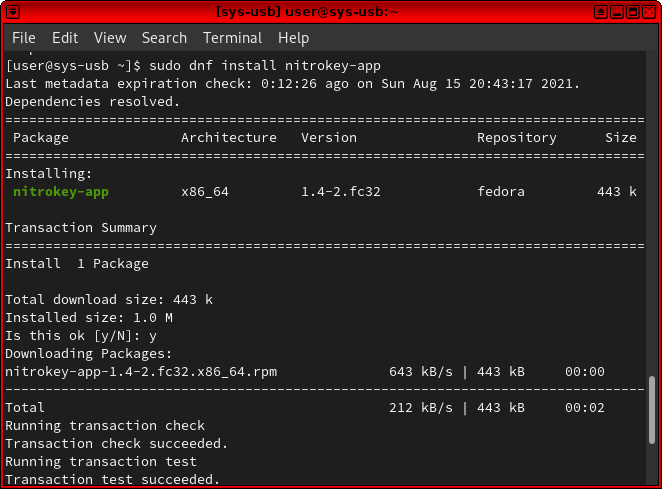 [sys-usb] user@sys-usb:~
File Edit View Search Terminal Help
[user@sys-usb ~]$ sudo dnf install nitrokey-app
Last metadata expiration check: 0:12:26 ago on Sun Aug 15 20:43:17 2021.
Dependencies resolved.
================================================================================
Package Architecture Version Repository Size
================================================================================
Installing:
nitrokey-app x86_64 1.4-2.fc32 fedora 443 k
Transaction Summary
================================================================================
Install  1 Package
Total download size: 443 k
Installed size: 1.0 M
Is this ok [y/N]: y
Downloading Packages:
nitrokey-app-1.4-2.fc32.x86_64.rpm 643 kB/s | 443 kB 00:00
--------------------------------------------------------------------------------
Total 212 kB/s | 443 kB 00:02
Running transaction check
Transaction check succeeded.
Running transaction test
Transaction test succeeded.